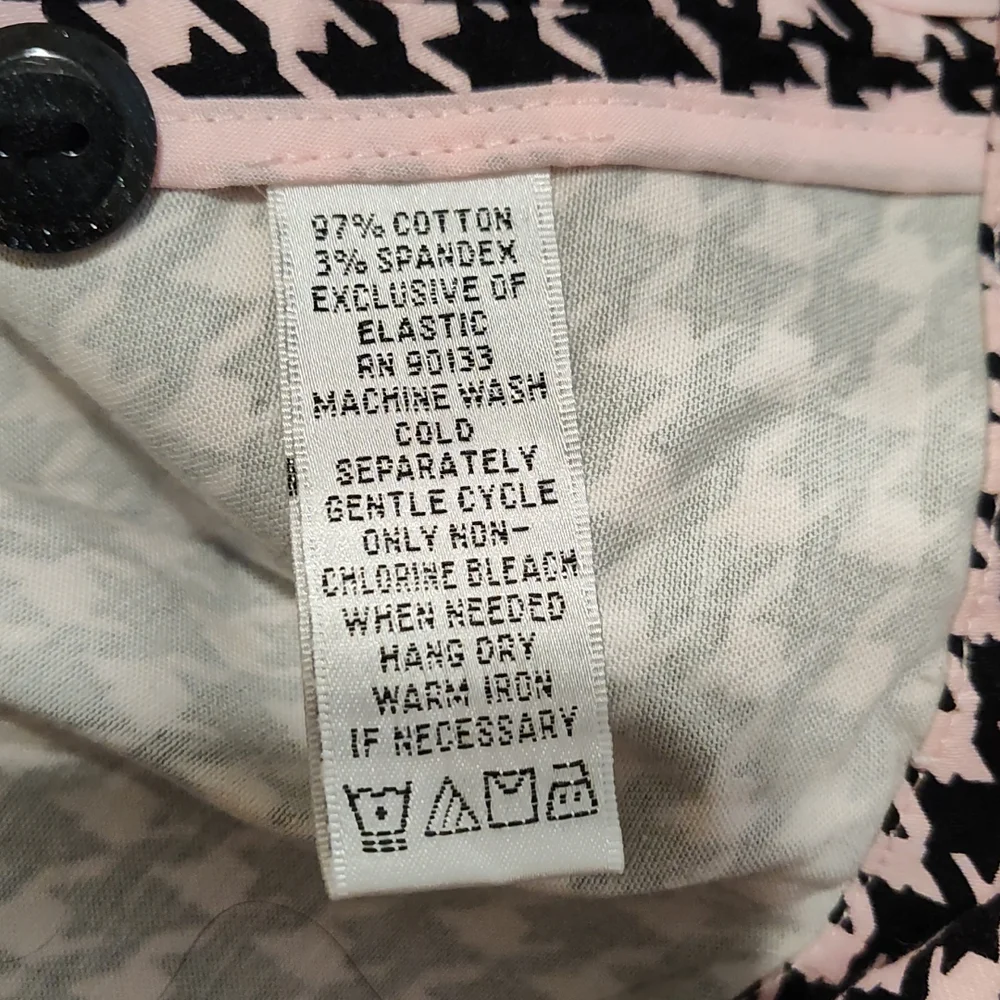 97% COTTON
3% SPANDEX
EXCLUSIVE OF
ELASTIC
RN 90133
MACHINE WASH
COLD
SEPARATELY
GENTLE CYCLE
ONLY NON-
CHLORINE BLEACH
WHEN NEEDED
HANG DRY
WARM IRON
IF NECESSARY